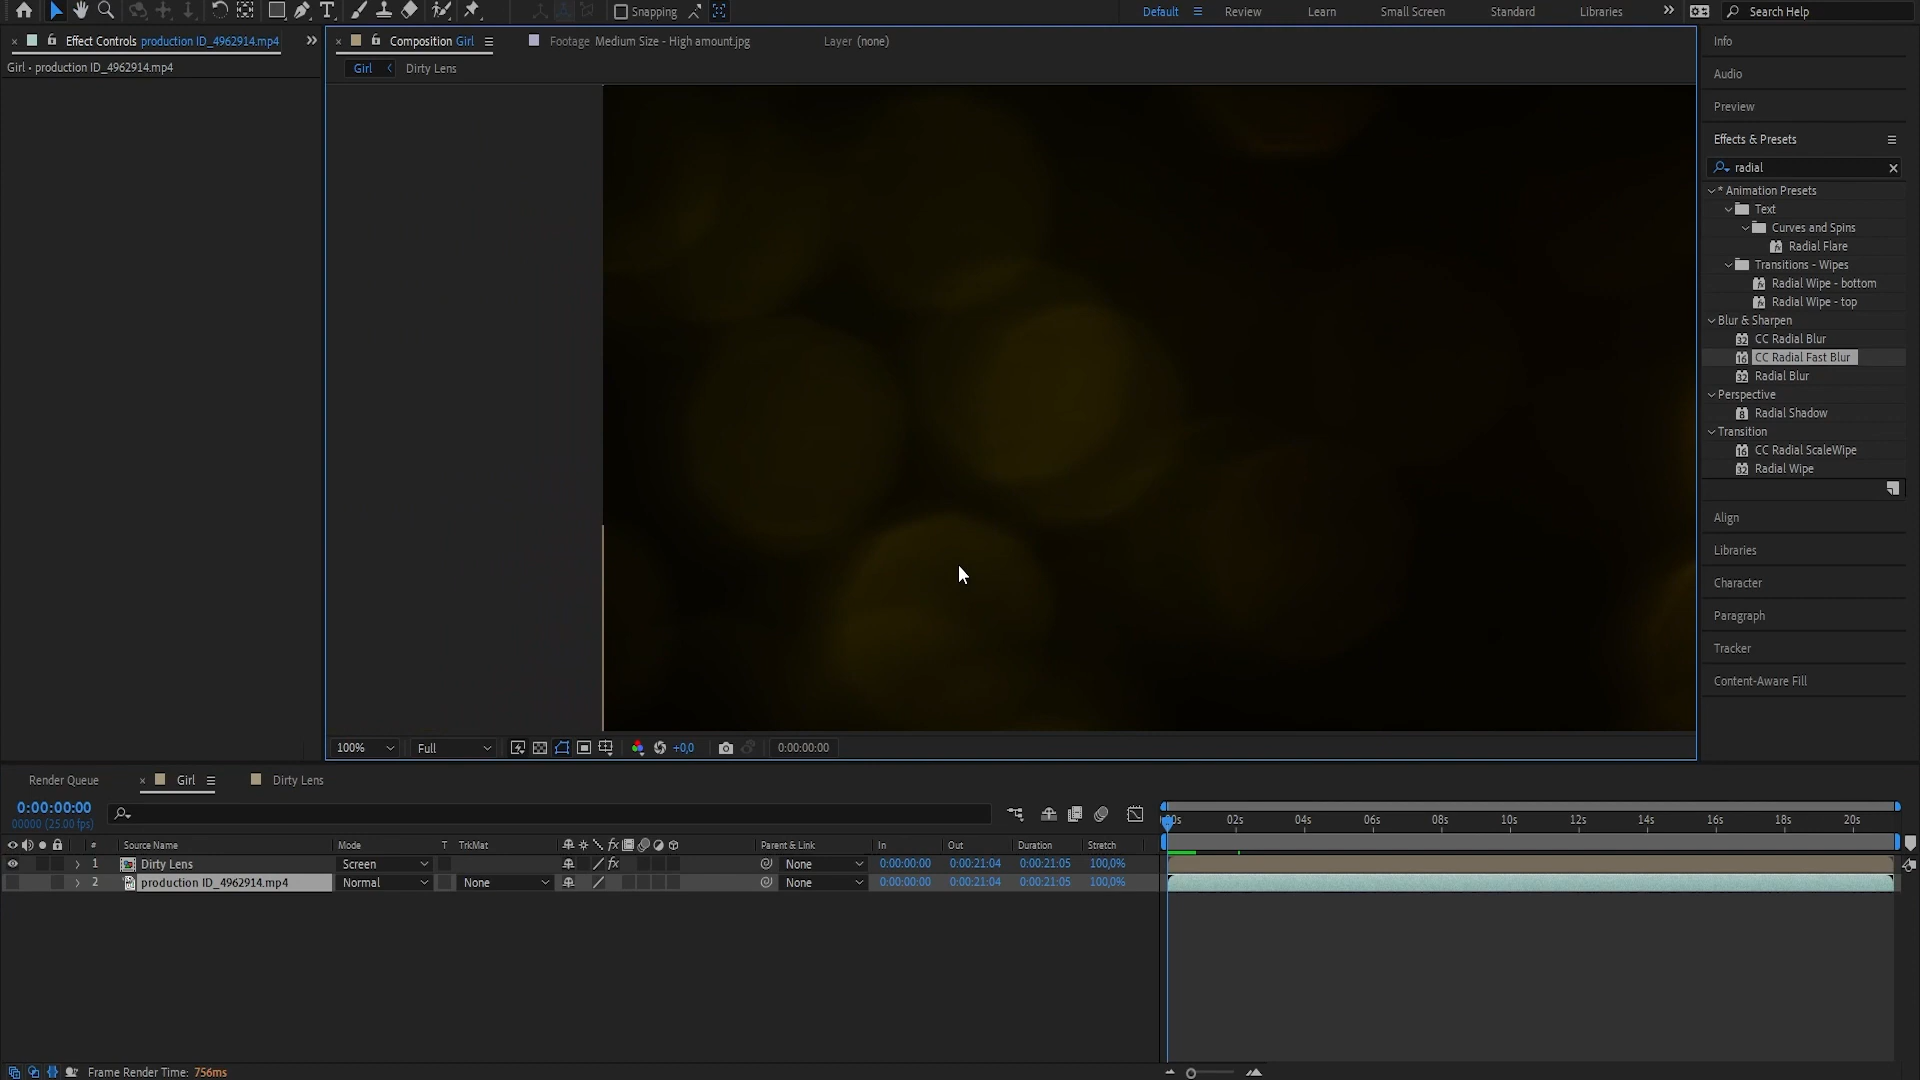 Snapping
Default
Review
Learn
Small Screen
Standard
Libraries
Search Help
Effect Controls production ID_4962914.mp4
Composition Girl
Footage Medium Size - High amount.jpg
Layer (none)
Info
Girl • production ID_4962914.mp4
Girl
Dirty Lens
Audio
Preview
Effects & Presets
radial
* Animation Presets
Text
Curves and Spins
Radial Flare
Transitions - Wipes
Radial Wipe - bottom
Radial Wipe - top
Blur & Sharpen
CC Radial Blur
CC Radial Fast Blur
Radial Blur
Perspective
Radial Shadow
Transition
CC Radial ScaleWipe
Radial Wipe
Align
Libraries
Character
Paragraph
Tracker
Content-Aware Fill
100%
Full
+0,0
0:00:00:00
Render Queue
Girl
Dirty Lens
0:00:00:00
00000 (25.00 fps)
02s 04s 06s 08s 10s 12s 14s 16s 18s 20s
# Source Name Mode T TrkMat Parent & Link In Out Duration Stretch
1 Dirty Lens Screen None 0:00:00:00 0:00:21:04 0:00:21:05 100,0%
2 production ID_4962914.mp4 Normal None None 0:00:00:00 0:00:21:04 0:00:21:05 100,0%
Frame Render Time: 756ms